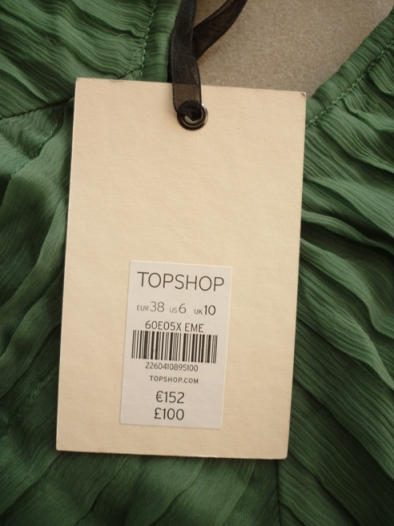 TOPSHOP
EUR 38 US 6 UK 10
60E05X EME
2260410895100
TOPSHOP.COM
€152
£100